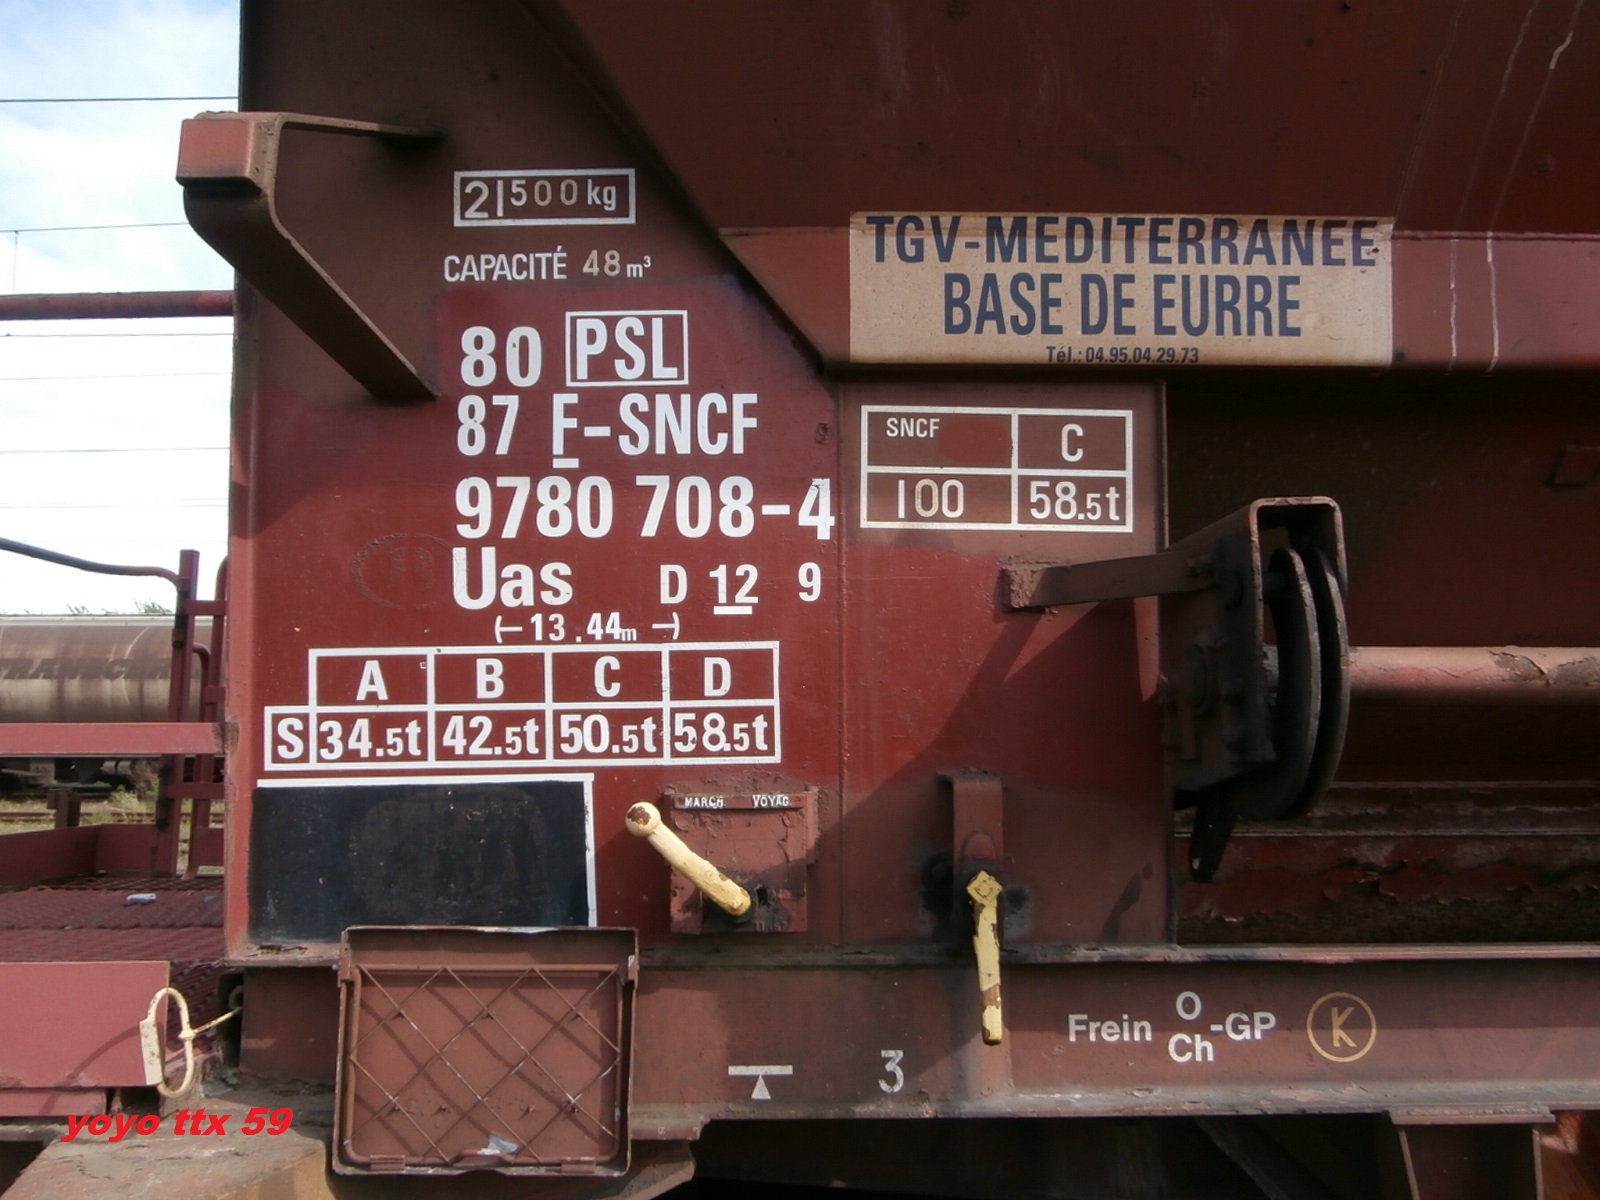 21500 kg
CAPACITÉ 48 m³
80 PSL
87 F-SNCF
9780 708-4
Uas D 12 9
13.44m
A B C D
S 34.5t 42.5t 50.5t 58.5t
TGV-MEDITERRANEE
BASE DE EURRE
Tél.: 04.95.04.29.73
SNCF C
100 58.5t
MARCH VOYAG
Frein O
Ch -GP K
3
yoyo ttx 59